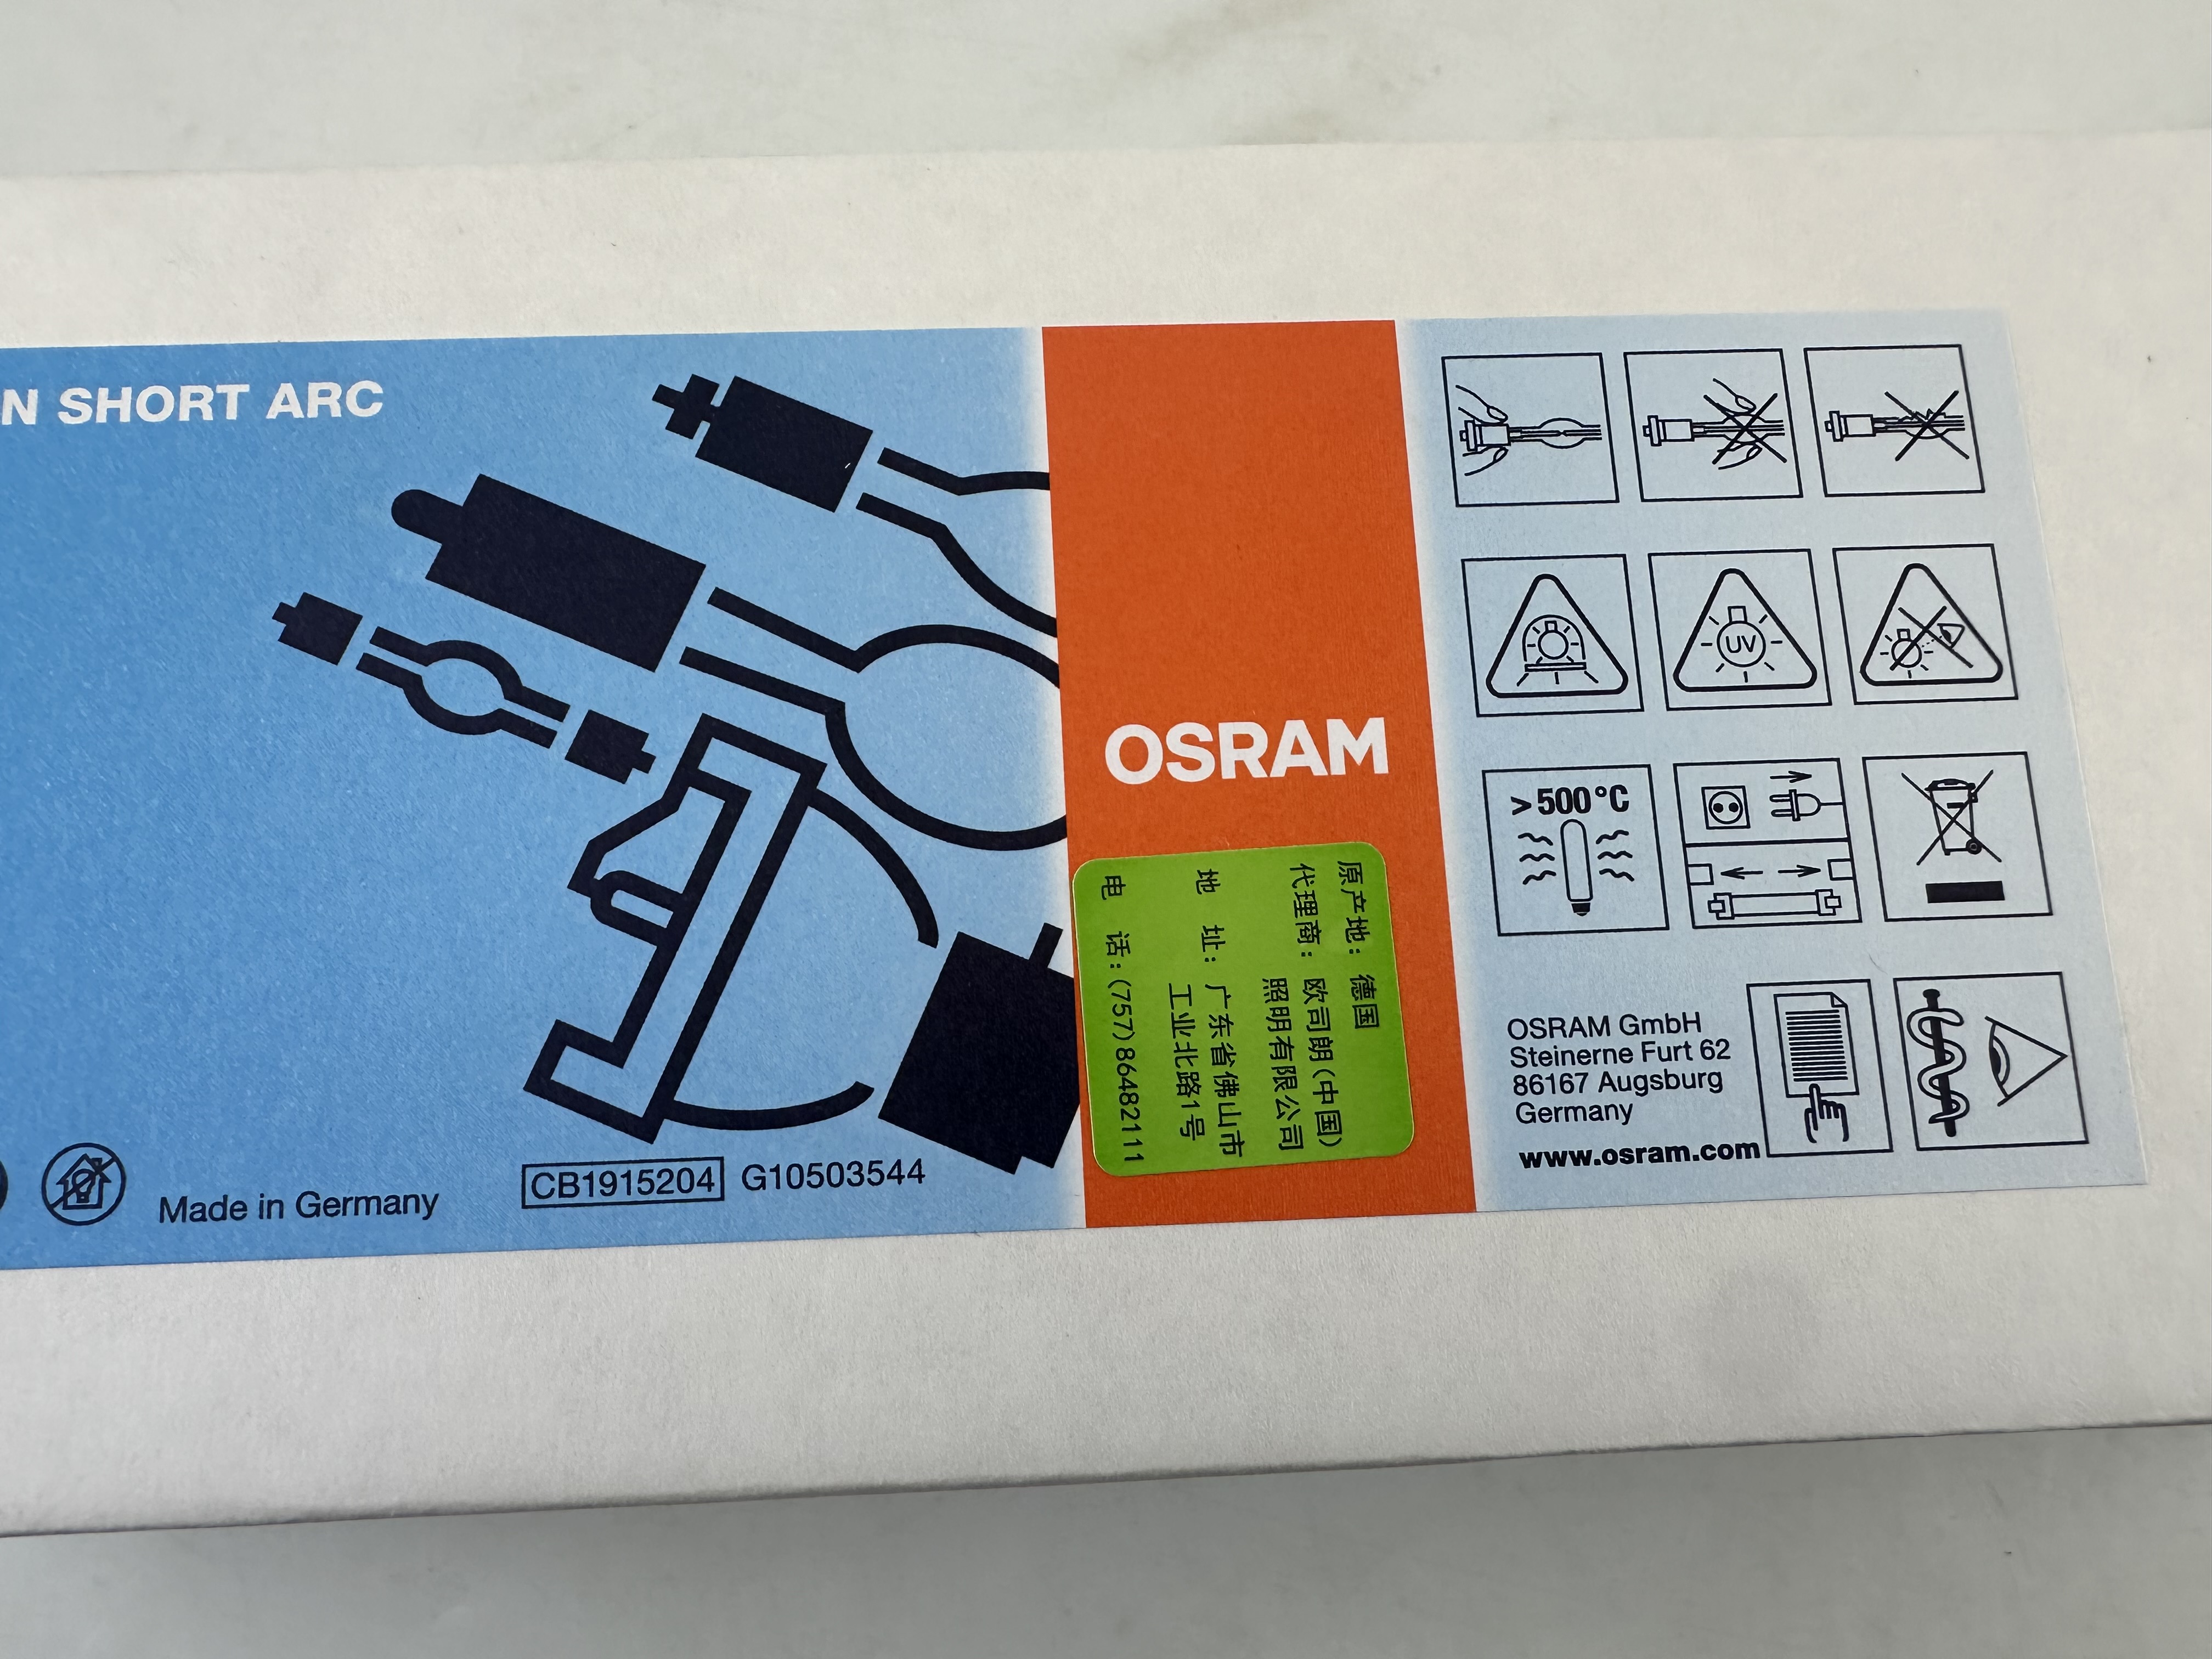 N SHORT ARC
Made in Germany
CB1915204 G10503544
OSRAM
原产地：德国
代理商：欧司朗(中国)
照明有限公司
地 址：广东省佛山市
工业北路1号
电 话：(757)86482111
UV
>500°C
OSRAM GmbH
Steinerne Furt 62
86167 Augsburg
Germany
www.osram.com